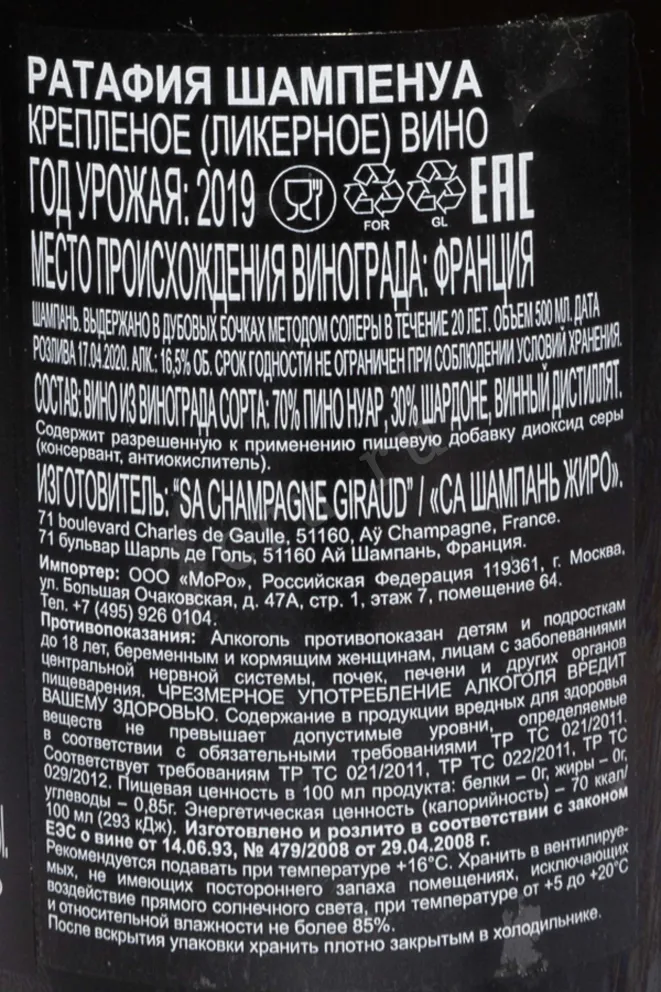 РАТАФИЯ ШАМПЕНУА
КРЕПЛЕНОЕ (ЛИКЕРНОЕ) ВИНО
ГОД УРОЖАЯ: 2019
FOR
GL
EAC
МЕСТО ПРОИСХОЖДЕНИЯ ВИНОГРАДА: ФРАНЦИЯ
ШАМПАНЬ. ВЫДЕРЖАНО В ДУБОВЫХ БОЧКАХ МЕТОДОМ СОЛЕРЫ В ТЕЧЕНИЕ 20 ЛЕТ. ОБЪЕМ 500 МЛ. ДАТА
РОЗЛИВА 17.04.2020. АЛК.: 16,5% ОБ. СРОК ГОДНОСТИ НЕ ОГРАНИЧЕН ПРИ СОБЛЮДЕНИИ УСЛОВИЙ ХРАНЕНИЯ.
СОСТАВ: ВИНО ИЗ ВИНОГРАДА СОРТА: 70% ПИНО НУАР, 30% ШАРДОНЕ, ВИННЫЙ ДИСТИЛЛЯТ.
Содержит разрешенную к применению пищевую добавку диоксид серы
(консервант, антиокислитель).
ИЗГОТОВИТЕЛЬ: “SA CHAMPAGNE GIRAUD” / «СА ШАМПАНЬ ЖИРО».
71 boulevard Charles de Gaulle, 51160, Aÿ Champagne, France.
71 бульвар Шарль де Голь, 51160 Ай Шампань, Франция.
Импортер: ООО «МоРо», Российская Федерация 119361, г. Москва,
ул. Большая Очаковская, д. 47А, стр. 1, этаж 7, помещение 64.
Тел. +7 (495) 926 0104.
Противопоказания: Алкоголь противопоказан детям и подросткам
до 18 лет, беременным и кормящим женщинам, лицам с заболеваниями
центральной нервной системы, почек, печени и других органов
пищеварения. ЧРЕЗМЕРНОЕ УПОТРЕБЛЕНИЕ АЛКОГОЛЯ ВРЕДИТ
ВАШЕМУ ЗДОРОВЬЮ. Содержание в продукции вредных для здоровья
веществ не превышает допустимые уровни, определяемые
в соответствии с обязательными требованиями ТР ТС 021/2011.
Соответствует требованиям ТР ТС 021/2011, ТР ТС 022/2011, ТР ТС
029/2012. Пищевая ценность в 100 мл продукта: белки – 0г, жиры – 0г,
углеводы – 0,85г. Энергетическая ценность (калорийность) – 70 ккал/
100 мл (293 кДж). Изготовлено и розлито в соответствии с законом
ЕЭС о вине от 14.06.93, № 479/2008 от 29.04.2008 г.
Рекомендуется подавать при температуре +16°С. Хранить в вентилируе-
мых, не имеющих постороннего запаха помещениях, исключающих
воздействие прямого солнечного света, при температуре от +5 до +20°С
и относительной влажности не более 85%.
После вскрытия упаковки хранить плотно закрытым в холодильнике.